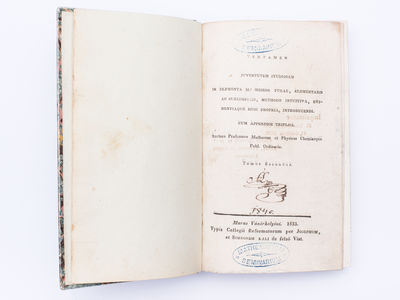 TENTAMEN
JUVENTUTEM STUDIOSAM
IN ELEMENTA MATHESEOS PURAE, ELEMENTARIS
AC SUBLIMIORIS, METHODO INTUITIVA, EVI-
DENTIAQUE HUIC PROPRIA, INTRODUCENDI.
CUM APPENDICE TRIPLICI.
Auctore Professore Matheseos et Physices Chemiaeque
Publ. Ordinario.
Tomus Secundus.
1840.
Maros Vásárhelyini. 1833.
Typis Collegii Reformatorum per JOSEPHUM,
et SIMEONEM KALI de felső Vist.